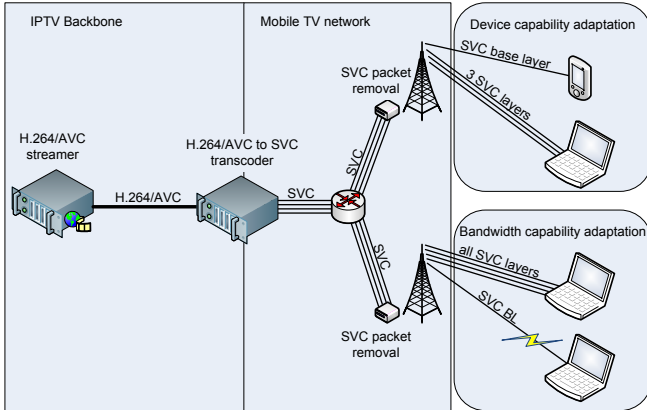 IPTV Backbone
Mobile TV network
Device capability adaptation
SVC base layer
3 SVC layers
SVC packet
removal
H.264/AVC
streamer
H.264/AVC to SVC
transcoder
H.264/AVC
SVC
SVC
SVC
Bandwidth capability adaptation
all SVC layers
SVC BL
SVC packet
removal